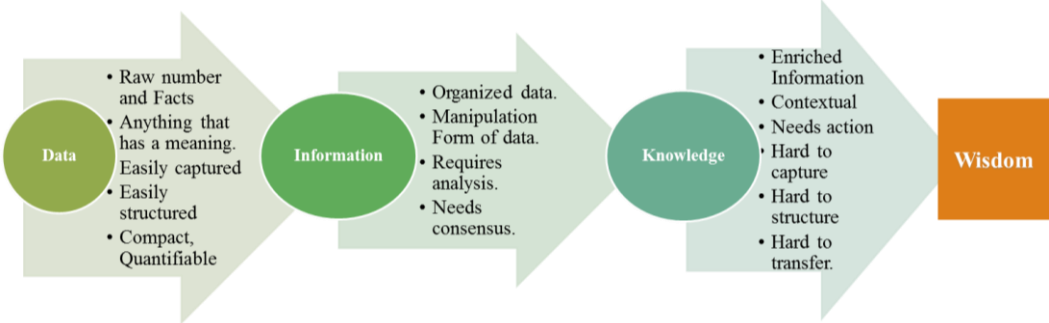 Data
• Raw number
and Facts
• Anything that
has a meaning.
Easily captured
• Easily
structured
• Compact,
Quantifiable
Information
• Organized data.
• Manipulation
Form of data.
• Requires
analysis.
• Needs
consensus.
Knowledge
• Enriched
Information
• Contextual
• Needs action
• Hard to
capture
• Hard to
structure
• Hard to
transfer.
Wisdom